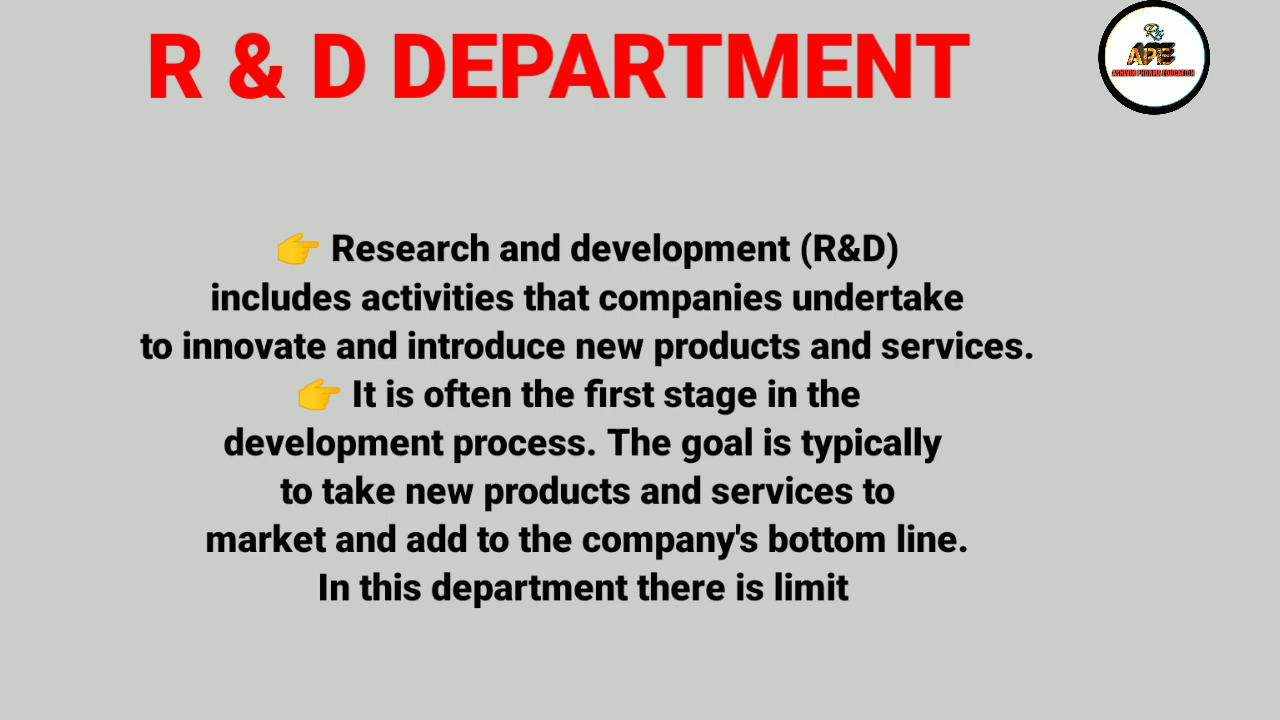 R & D DEPARTMENT
APE
👉 Research and development (R&D)
includes activities that companies undertake
to innovate and introduce new products and services.
👉 It is often the first stage in the
development process. The goal is typically
to take new products and services to
market and add to the company's bottom line.
In this department there is limit